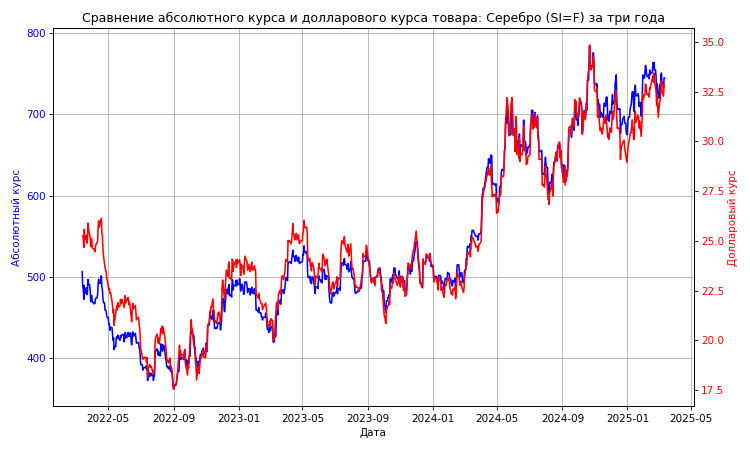 Сравнение абсолютного курса и долларового курса товара: Серебро (SI=F) за три года
800
700
600
500
400
Абсолютный курс
35.0
32.5
30.0
27.5
25.0
22.5
20.0
17.5
Долларовый курс
2022-05 2022-09 2023-01 2023-05 2023-09 2024-01 2024-05 2024-09 2025-01 2025-05
Дата